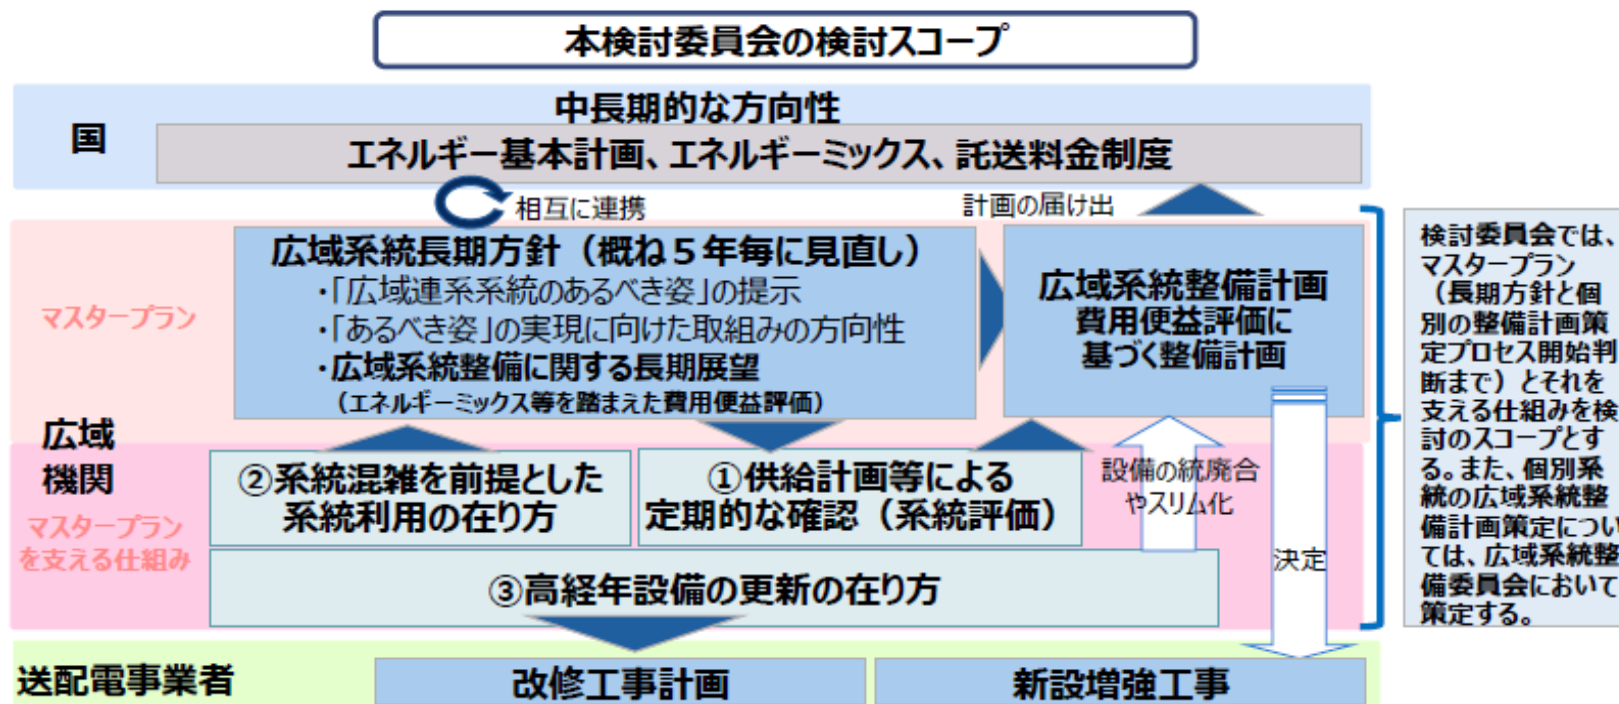 本検討委員会の検討スコープ
国
中長期的な方向性
エネルギー基本計画、エネルギーミックス、託送料金制度
相互に連携
計画の届け出
マスタープラン
広域系統長期方針（概ね５年毎に見直し）
・「広域連系系統のあるべき姿」の提示
・「あるべき姿」の実現に向けた取組みの方向性
・広域系統整備に関する長期展望
（エネルギーミックス等を踏まえた費用便益評価）
広域系統整備計画
費用便益評価に
基づく整備計画
広域
機関
マスタープラン
を支える仕組み
②系統混雑を前提とした
系統利用の在り方
①供給計画等による
定期的な確認（系統評価）
設備の統廃合
やスリム化
③高経年設備の更新の在り方
決定
送配電事業者
改修工事計画
新設増強工事
検討委員会では、
マスタープラン
（長期方針と個
別の整備計画策
定プロセス開始判
断まで）とそれを
支える仕組みを検
討のスコープとす
る。また、個別系
統の広域系統整
備計画策定につい
ては、広域系統整
備委員会において
策定する。